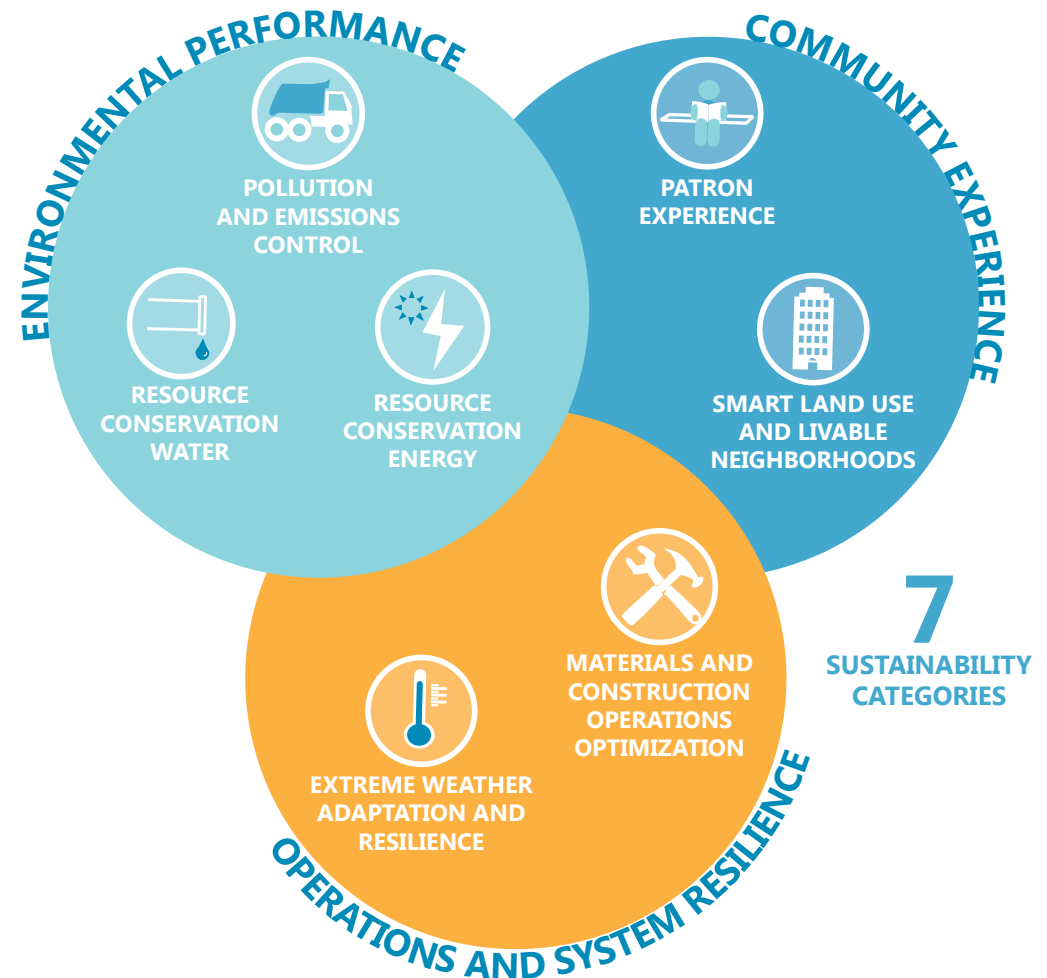 ENVIRONMENTAL PERFORMANCE
POLLUTION
AND EMISSIONS
CONTROL
RESOURCE
CONSERVATION
WATER
RESOURCE
CONSERVATION
ENERGY
COMMUNITY EXPERIENCE
PATRON
EXPERIENCE
SMART LAND USE
AND LIVABLE
NEIGHBORHOODS
MATERIALS AND
CONSTRUCTION
OPERATIONS
OPTIMIZATION
EXTREME WEATHER
ADAPTATION AND
RESILIENCE
OPERATIONS AND SYSTEM RESILIENCE
7
SUSTAINABILITY
CATEGORIES